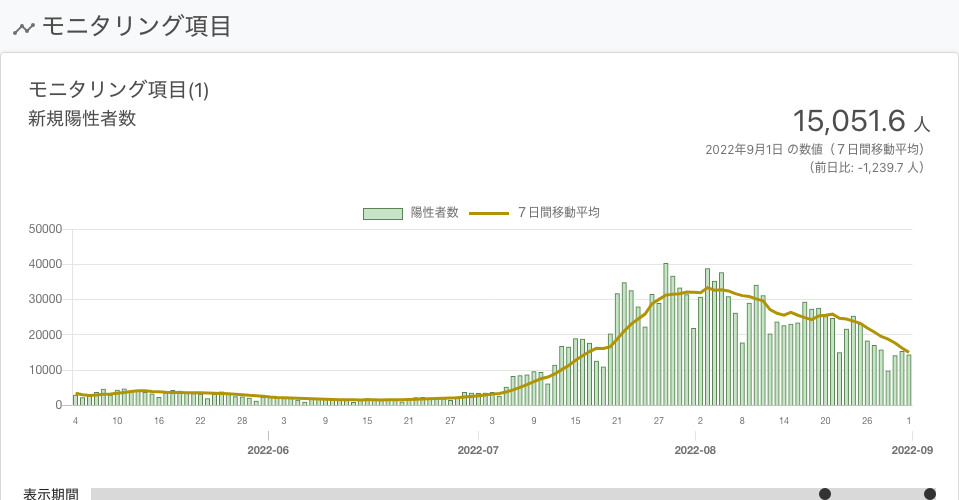 モニタリング項目
モニタリング項目(1)
新規陽性者数
15,051.6 人
2022年9月1日 の数値（７日間移動平均）
（前日比: -1,239.7 人）
陽性者数 ７日間移動平均
50000
40000
30000
20000
10000
0
4 10 16 22 28 3 9 15 21 27 3 9 15 21 27 2 8 14 20 26 1
2022-06 2022-07 2022-08 2022-09
表示期間